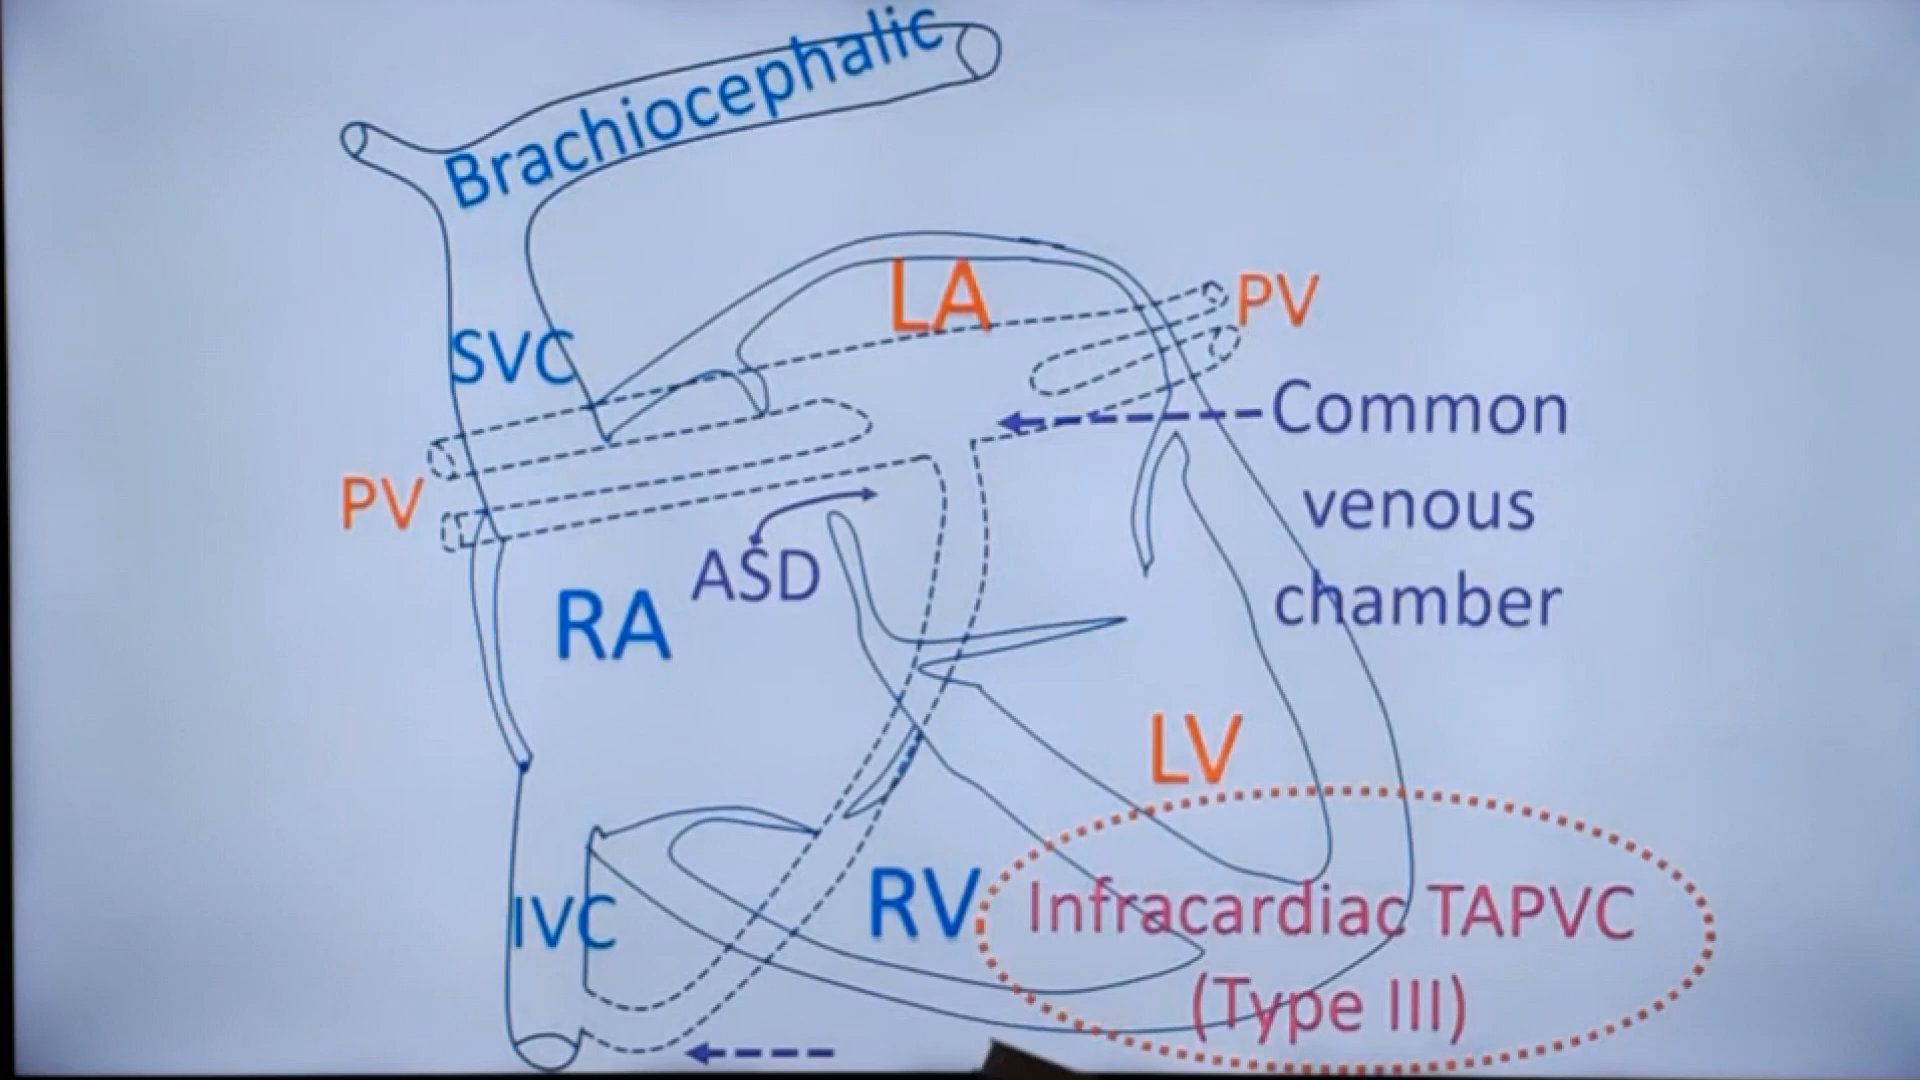 Brachiocephalic
LA
PV
SVC
Common
venous
chamber
PV
ASD
RA
LV
IVC
RV
Infracardiac TAPVC
(Type III)